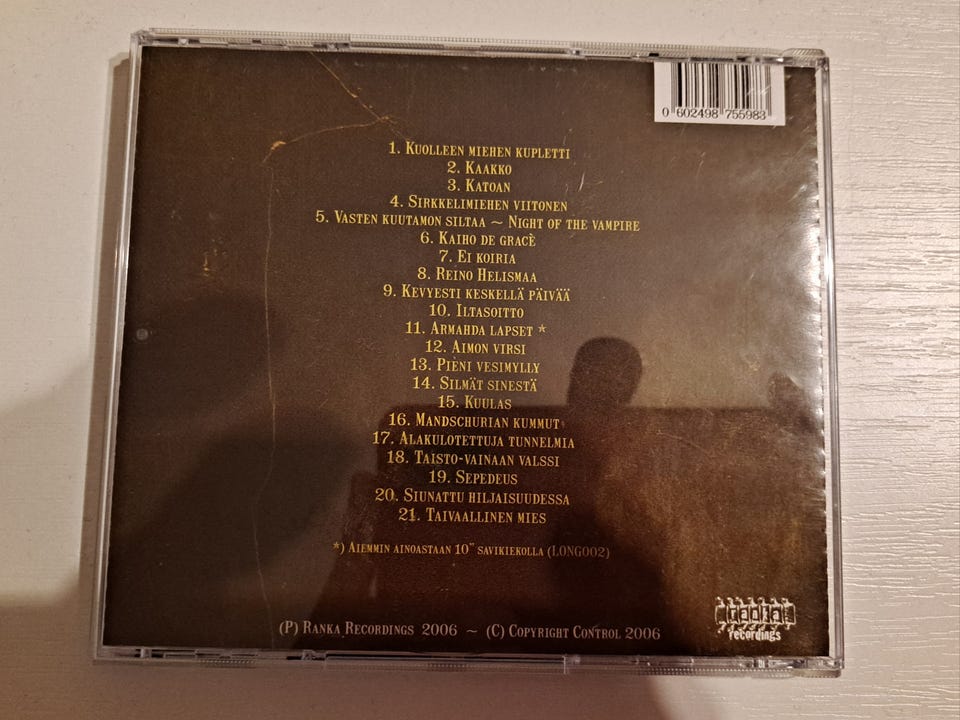 0 602498 755983
1. Kuolleen miehen kupletti
2. Kaakko
3. Katoan
4. Sirkkelimiehen viitonen
5. Vasten kuutamon siltaa ~ Night of the vampire
6. Kaiho de gracè
7. Ei koiria
8. Reino Helismaa
9. Kevyesti keskellä päivää
10. Iltasoitto
11. Armahda lapset *
12. Aimon virsi
13. Pieni vesimylly
14. Silmät sinestä
15. Kuulas
16. Mandschurian kummut
17. Alakulotettuja tunnelmia
18. Taisto-vainaan valssi
19. Sepedeus
20. Siunattu hiljaisuudessa
21. Taivaallinen mies
*) Aiemmin ainoastaan 10" savikiekolla (LONG002)
(P) Ranka Recordings 2006 ~ (C) Copyright Control 2006
ranka
recordings